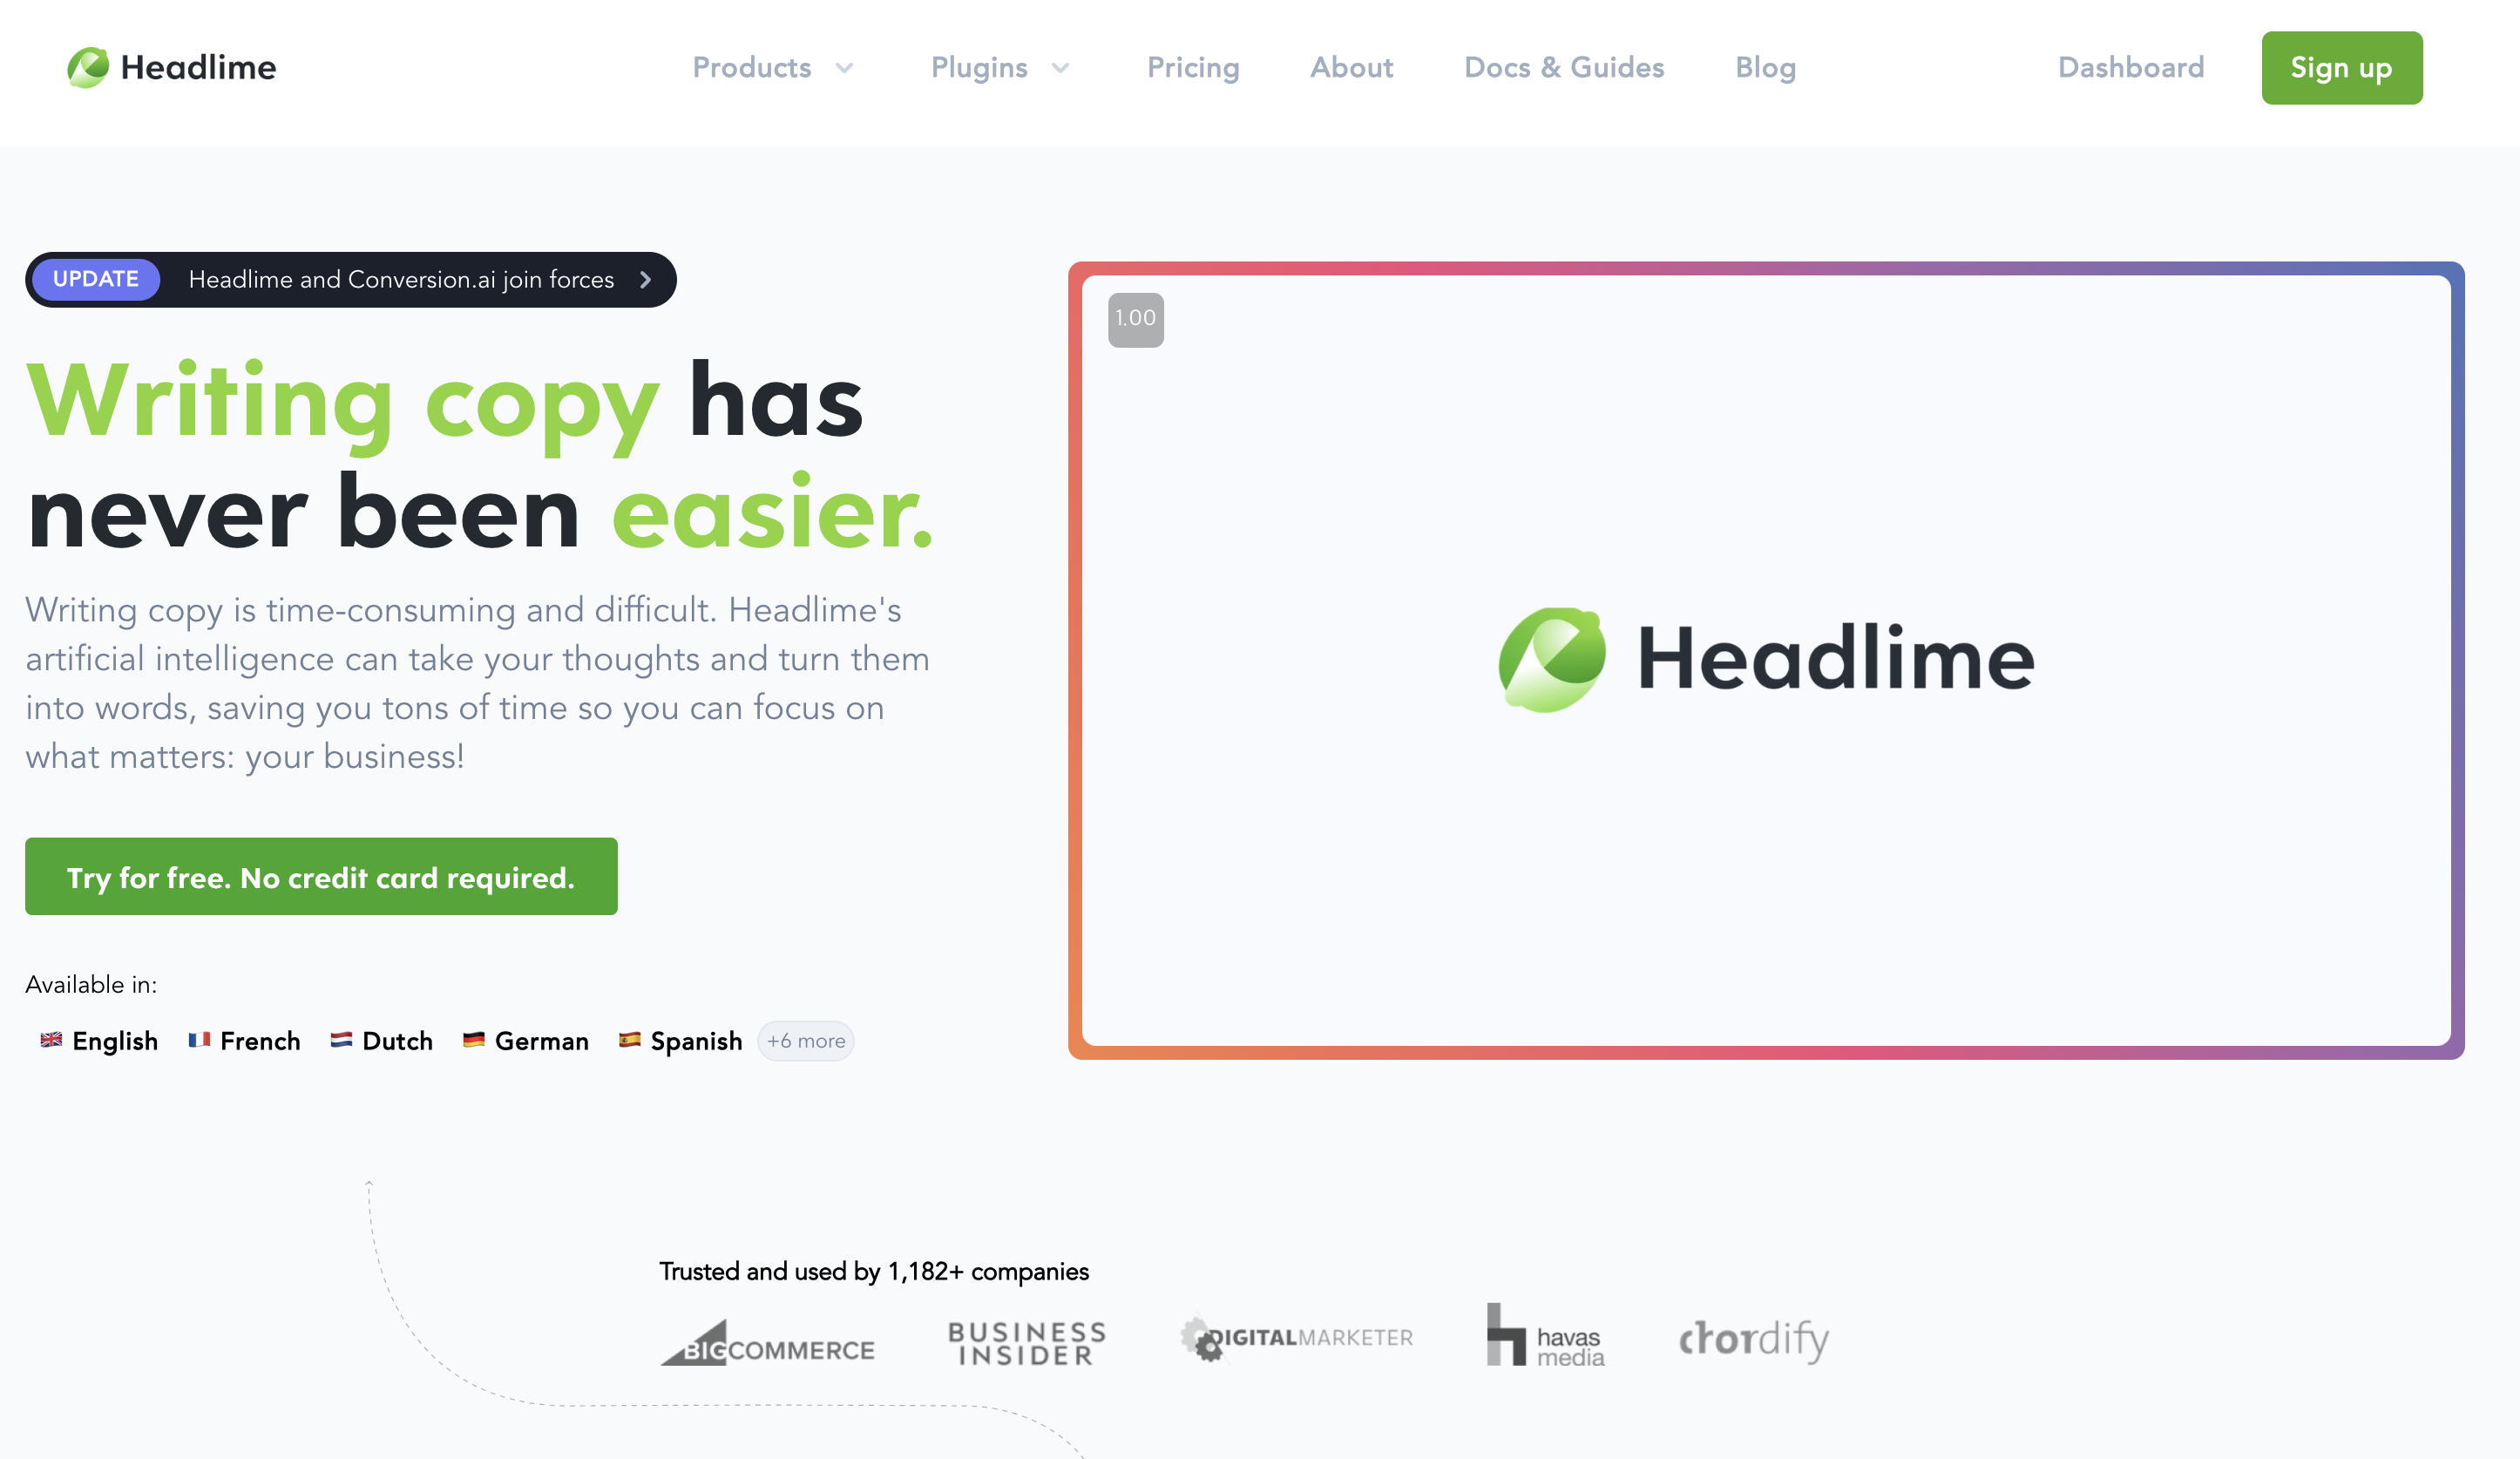 Headlime
Products
Plugins
Pricing
About
Docs & Guides
Blog
Dashboard
Sign up
UPDATE Headlime and Conversion.ai join forces
Writing copy has
never been easier.
Writing copy is time-consuming and difficult. Headlime's
artificial intelligence can take your thoughts and turn them
into words, saving you tons of time so you can focus on
what matters: your business!
Try for free. No credit card required.
Available in:
English
French
Dutch
German
Spanish
+6 more
1.00
Headlime
Trusted and used by 1,182+ companies
BIGCOMMERCE
BUSINESS
INSIDER
DIGITALMARKETER
havas
media
chordify